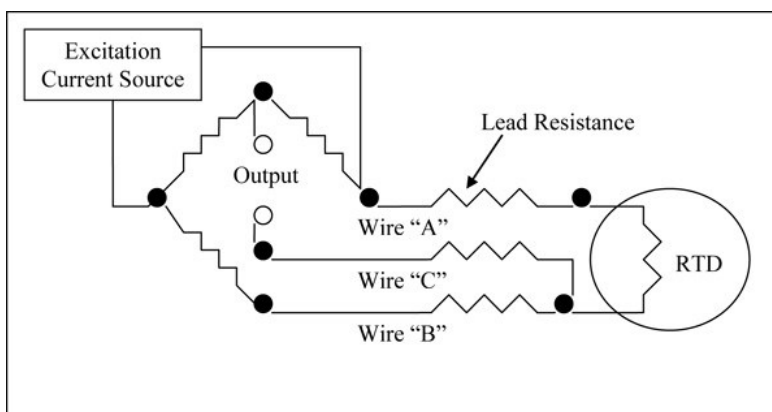 Excitation
Current Source
Lead Resistance
Output
Wire “A”
RTD
Wire “C”
Wire “B”